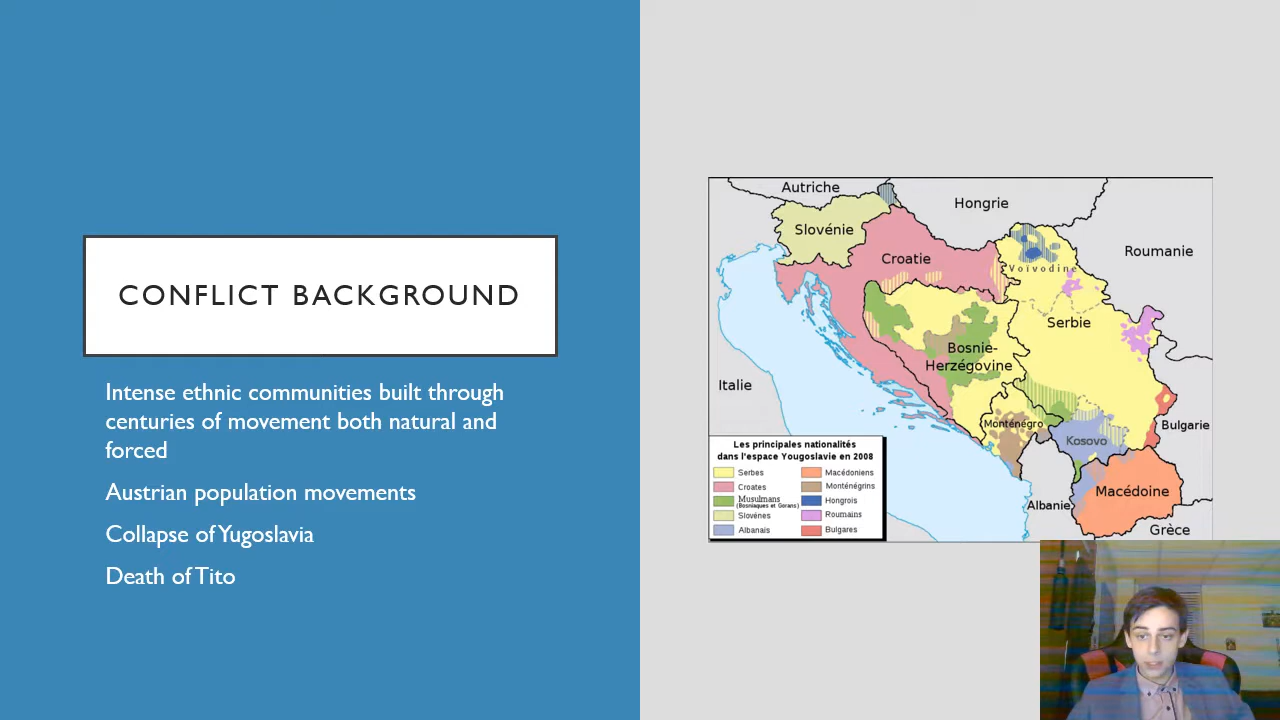 CONFLICT BACKGROUND
Intense ethnic communities built through
centuries of movement both natural and
forced
Austrian population movements
Collapse of Yugoslavia
Death of Tito
Autriche
Hongrie
Slovénie
Roumanie
Croatie
Voïvodine
Serbie
Bosnie-
Herzégovine
Italie
Monténégro
Bulgarie
Kosovo
Macédoine
Albanie
Grèce
Les principales nationalités
dans l'espace Yougoslavie en 2008
Serbes
Croates
Musulmans
(Bosniaques et Gorans)
Slovènes
Albanais
Macédoniens
Monténégrins
Hongrois
Roumains
Bulgares